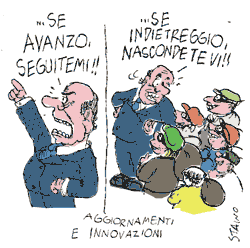 ...SE
AVANZO,
SEGUITEMI!!
...SE
INDIETREGGIO,
NASCONDETEVI!!
AGGIORNAMENTI
E INNOVAZIONI
STAINO